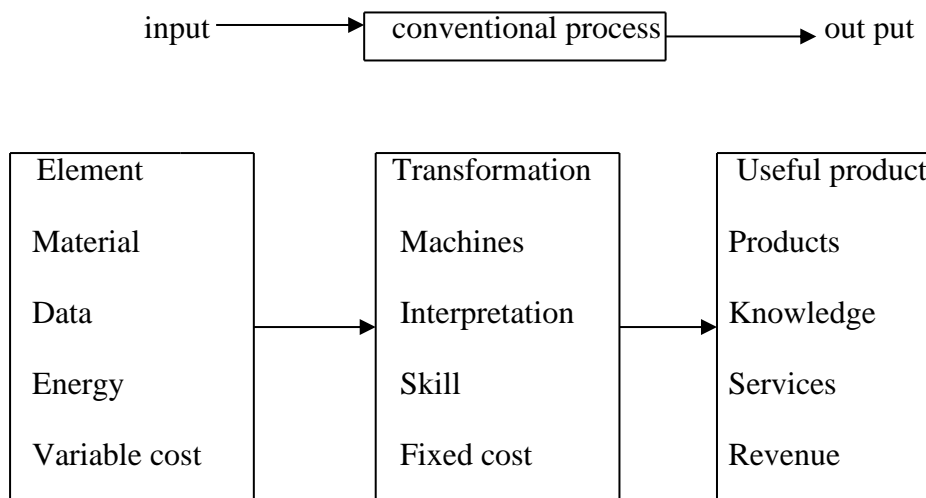 input conventional process out put
Element Transformation Useful product
Material Machines Products
Data Interpretation Knowledge
Energy Skill Services
Variable cost Fixed cost Revenue